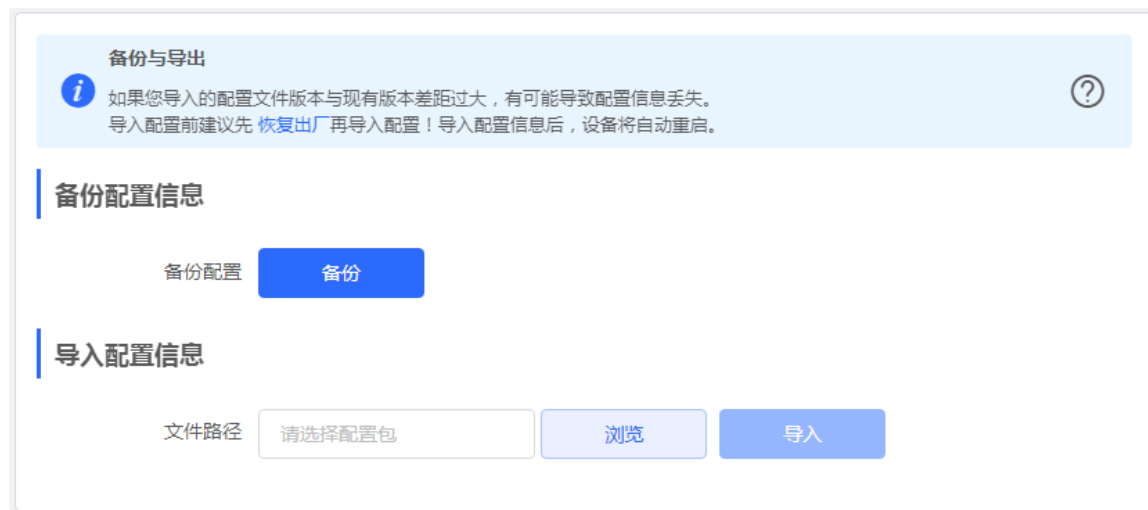 备份与导出
如果您导入的配置文件版本与现有版本差距过大，有可能导致配置信息丢失。
导入配置前建议先 恢复出厂再导入配置！导入配置信息后，设备将自动重启。
备份配置信息
备份配置 备份
导入配置信息
文件路径 请选择配置包 浏览 导入